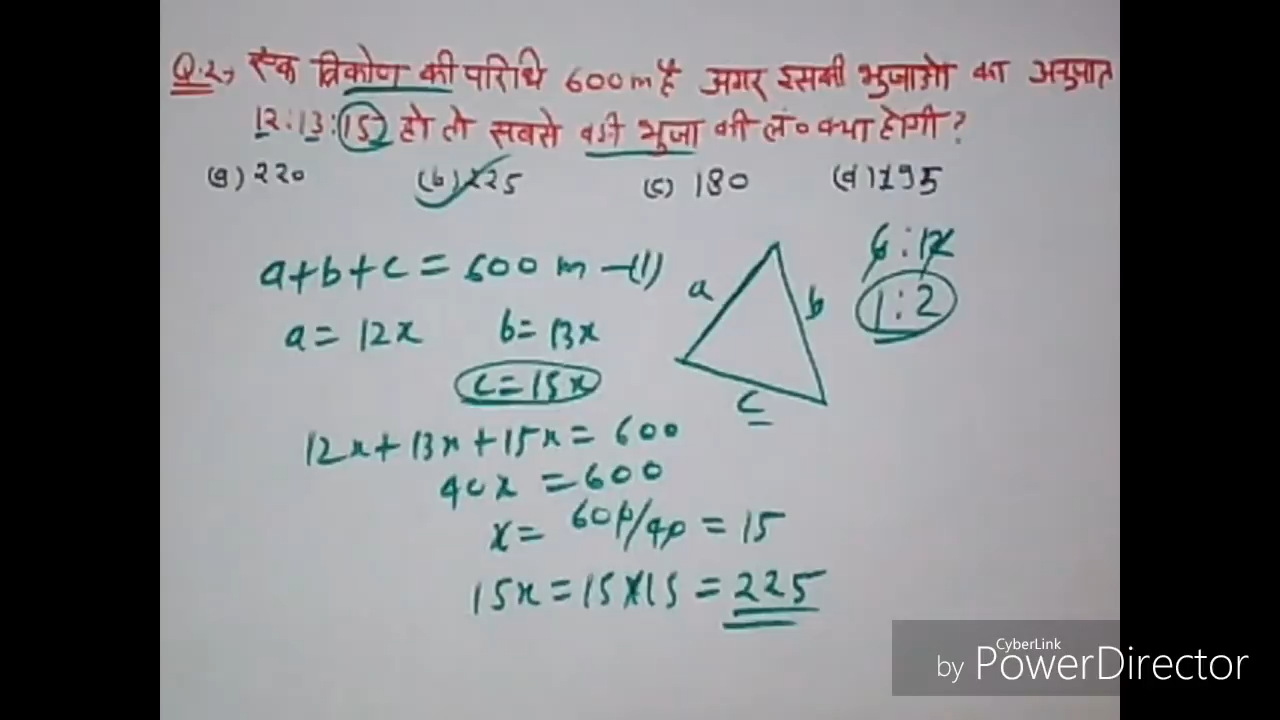 Q.2→ एक त्रिकोण की परिधि 600m है अगर इसकी भुजाओ का अनुपात
12:13:15 हो तो सबसे बडी भुजा की लं० क्या होगी?
(a) 220 (b) 225 (c) 180 (d) 195
6:12
1:2
a+b+c = 600 m —(1)
a = 12x b = 13x
c = 15x
a
b
c
12x + 13x + 15x = 600
40x = 600
x = 600/40 = 15
15x = 15×15 = 225
CyberLink
by PowerDirector